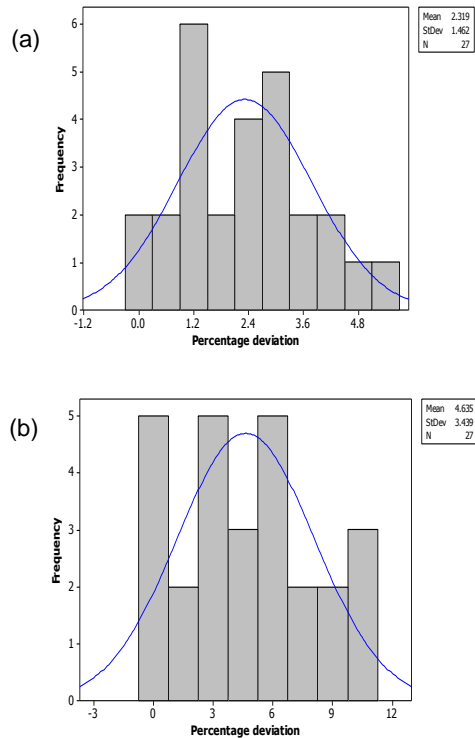 (a)
Mean 2.319
StDev 1.462
N 27
Frequency
6
5
4
3
2
1
0
-1.2 0.0 1.2 2.4 3.6 4.8
Percentage deviation
(b)
Mean 4.635
StDev 3.439
N 27
Frequency
5
4
3
2
1
0
-3 0 3 6 9 12
Percentage deviation